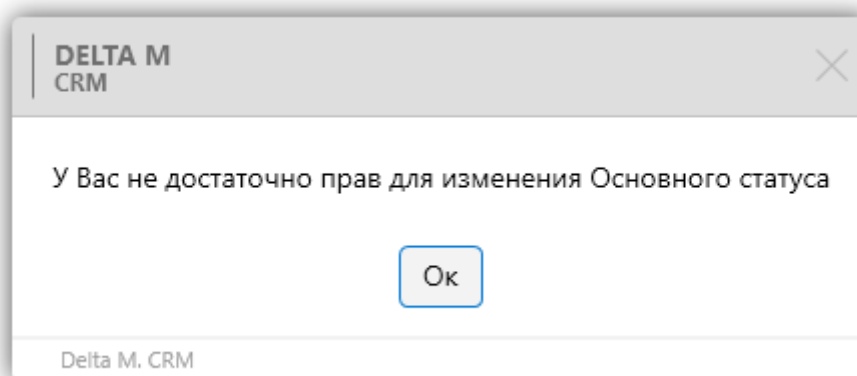 DELTA M
CRM
У Вас не достаточно прав для изменения Основного статуса
Ок
Delta M. CRM